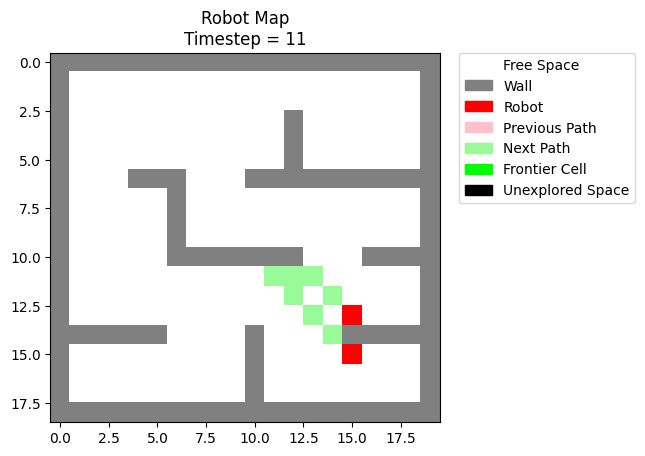 Robot Map
Timestep = 11
0.0
2.5
5.0
7.5
10.0
12.5
15.0
17.5
0.0 2.5 5.0 7.5 10.0 12.5 15.0 17.5
Free Space
Wall
Robot
Previous Path
Next Path
Frontier Cell
Unexplored Space